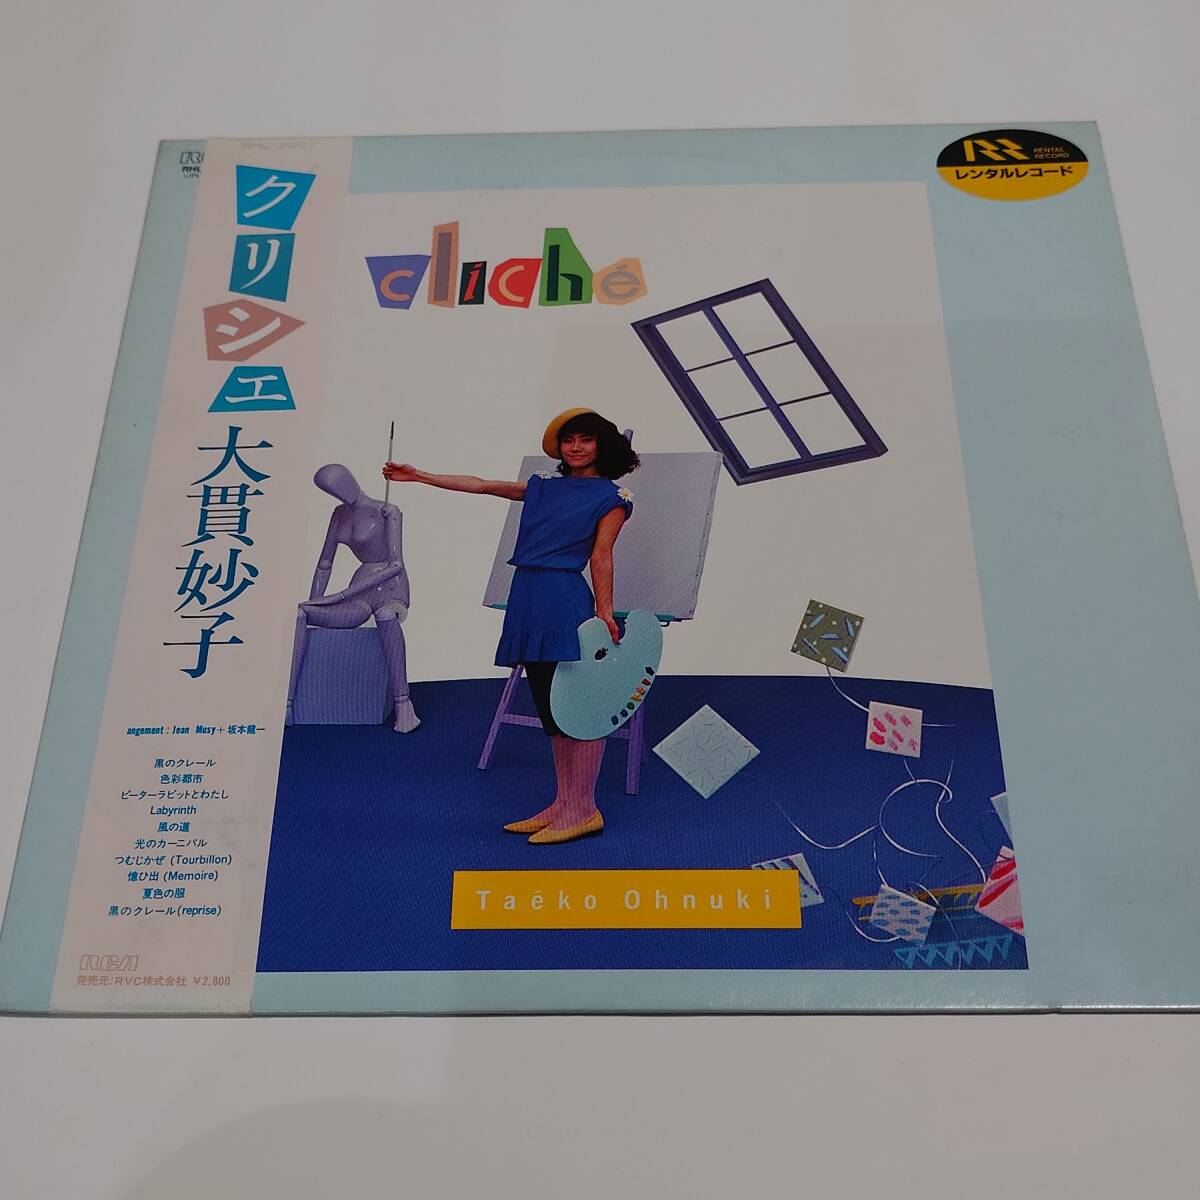 RCA
クリシェ
大貫妙子
angement : Jean Musy + 坂本龍一
黒のクレール
色彩都市
ピーターラビットとわたし
Labyrinth
風の道
光のカーニバル
つむじかぜ (Tourbillon)
憶ひ出 (Memoire)
夏色の服
黒のクレール (reprise)
RCA
発売元:RVC株式会社 ¥2,800
cliché
Taéko Ohnuki
RR RENTAL RECORD
レンタルレコード